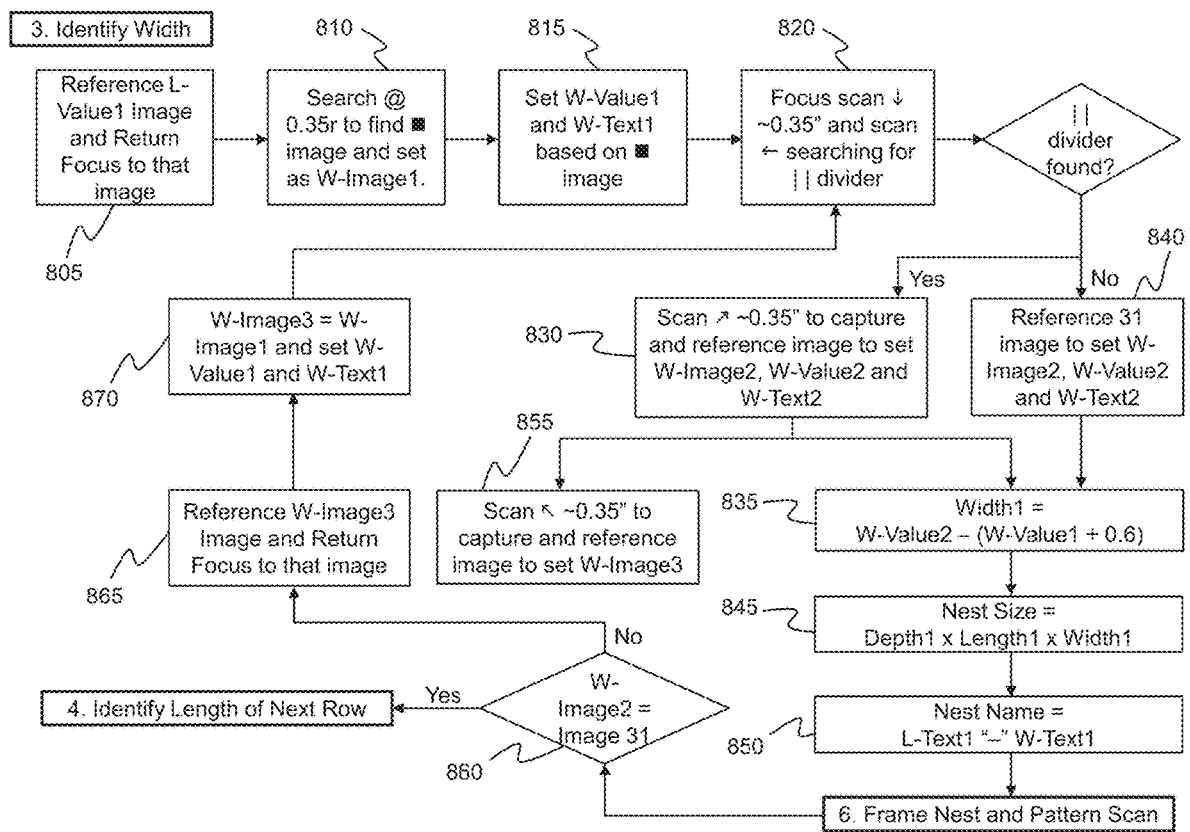 3. Identify Width
810
815
820
Reference L-
Value1 Image
and Return
Focus to that
image
Search @
0.35r to find ■
image and set
as W-Image1.
Set W-Value1
and W-Text1
based on ■
image
Focus scan ↓
~0.35” and scan
← searching for
| | divider
| |
divider
found?
805
840
Yes
No
W-Image3 = W-
Image1 and set W-
Value1 and W-Text1
870
830
Scan ↗ ~0.35” to capture
and reference image to set
W-Image2, W-Value2 and
W-Text2
Reference 31
image to set W-
Image2, W-Value2
and W-Text2
855
Reference W-Image3
Image and Return
Focus to that image
865
Scan ↖ ~0.35” to
capture and reference
image to set W-Image3
835
Width1 =
W-Value2 – (W-Value1 + 0.6)
845
Nest Size =
Depth1 x Length1 x Width1
No
4. Identify Length of Next Row
Yes
W-
Image2 =
Image 31
860
850
Nest Name =
L-Text1 “–” W-Text1
6. Frame Nest and Pattern Scan